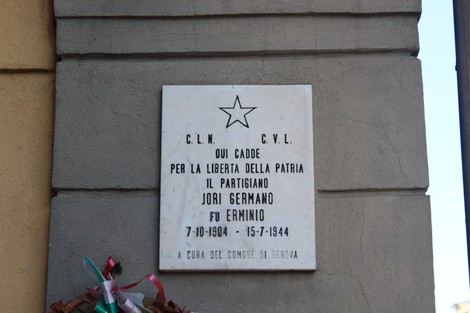 C.L.N. C.V.L.
QUI CADDE
PER LA LIBERTA DELLA PATRIA
IL PARTIGIANO
JORI GERMANO
FU ERMINIO
7-10-1904 - 15-7-1944
A CURA DEL COMUNE DI GENOVA